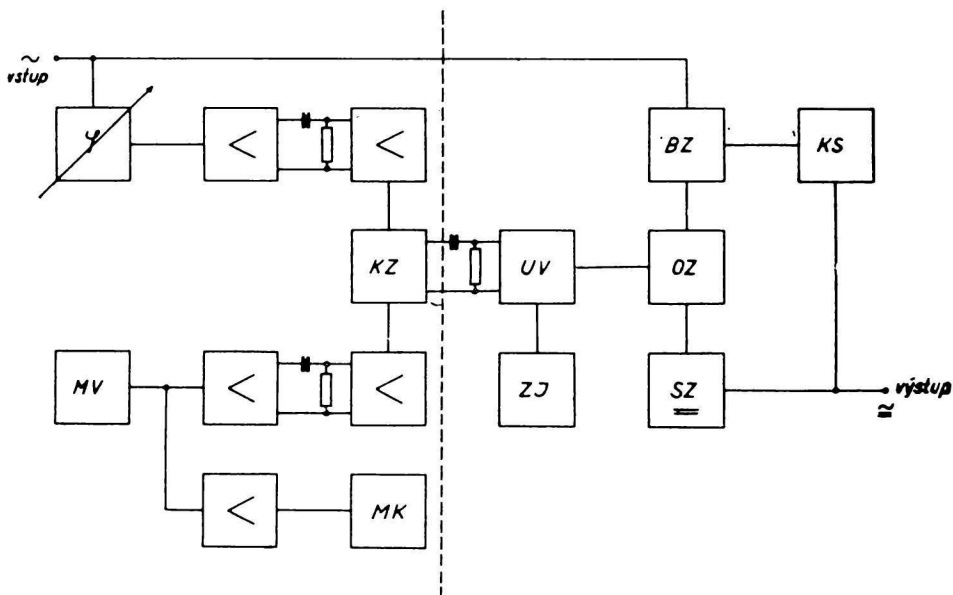 ~
vstup
φ
<
<
BZ
KS
KZ
UV
OZ
MV
<
<
ZJ
SZ
výstup
<
MK